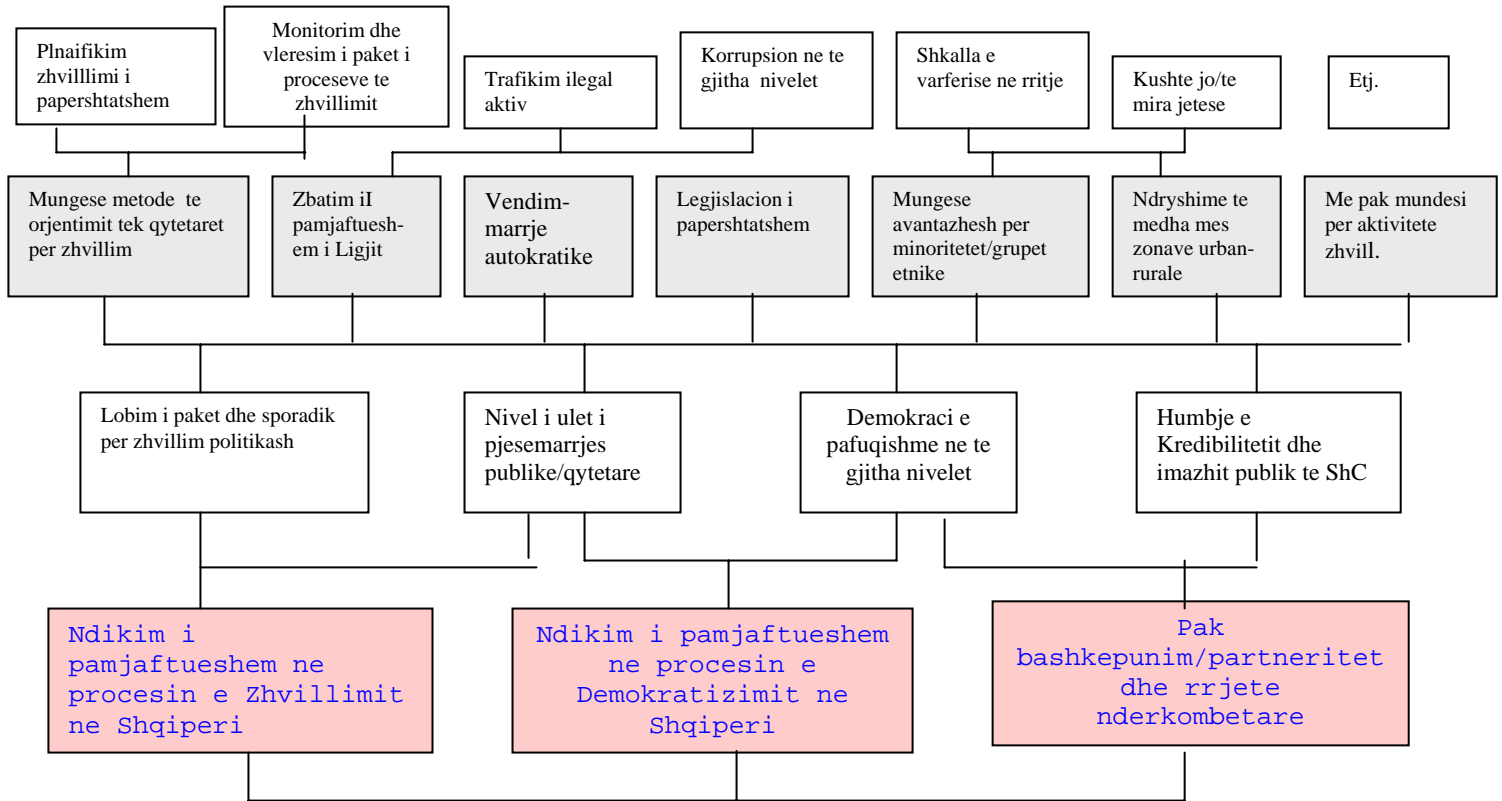 Plnaifikim
zhvilllimi i
papershtatshem
Monitorim dhe
vleresim i paket i
proceseve te
zhvillimit
Trafikim ilegal
aktiv
Korrupsion ne te
gjitha nivelet
Shkalla e
varferise ne rritje
Kushte jo/te
mira jetese
Etj.
Mungese metode te
orjentimit tek qytetaret
per zhvillim
Zbatim iI
pamjaftuesh-
em i Ligjit
Vendim-
marrje
autokratike
Legjislacion i
papershtatshem
Mungese
avantazhesh per
minoritetet/grupet
etnike
Ndryshime te
medha mes
zonave urban-
rurale
Me pak mundesi
per aktivitete
zhvill.
Lobim i paket dhe sporadik
per zhvillim politikash
Nivel i ulet i
pjesemarrjes
publike/qytetare
Demokraci e
pafuqishme ne te
gjitha nivelet
Humbje e
Kredibilitetit dhe
imazhit publik te ShC
Ndikim i
pamjaftueshem ne
procesin e Zhvillimit
ne Shqiperi
Ndikim i pamjaftueshem
ne procesin e
Demokratizimit ne
Shqiperi
Pak
bashkepunim/partneritet
dhe rrjete
nderkombetare